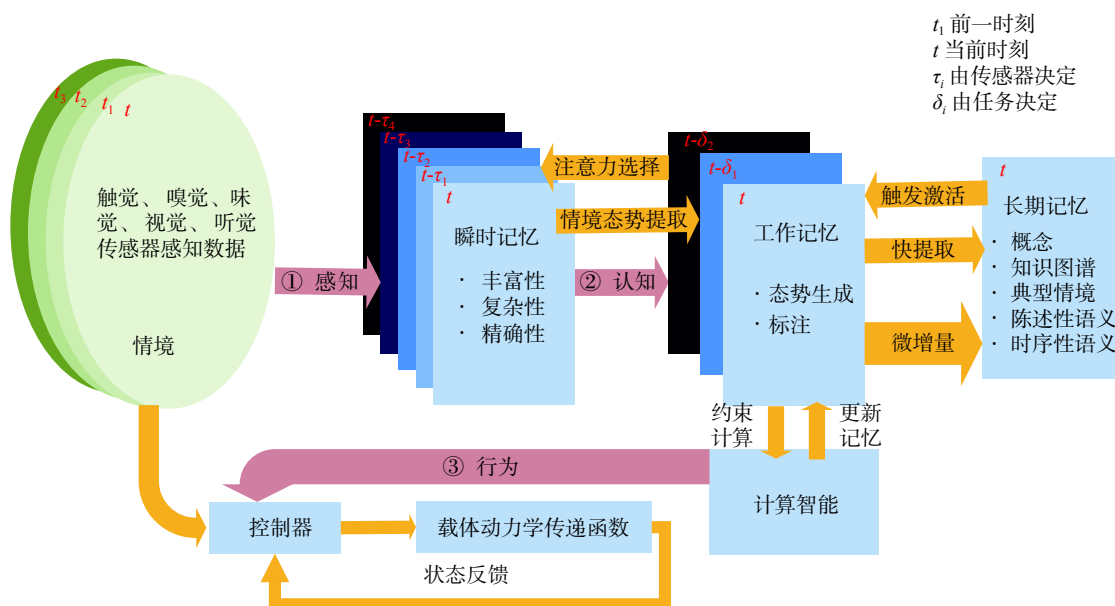 t₁ 前一时刻
t 当前时刻
τᵢ 由传感器决定
δᵢ 由任务决定
t₃
t₂
t₁
t
触觉、嗅觉、味
觉、视觉、听觉
传感器感知数据
情境
① 感知
t-τ₄
t-τ₃
t-τ₂
t-τ₁
t
瞬时记忆
· 丰富性
· 复杂性
· 精确性
注意力选择
情境态势提取
② 认知
t-δ₂
t-δ₁
t
工作记忆
· 态势生成
· 标注
触发激活
快提取
微增量
t
长期记忆
· 概念
· 知识图谱
· 典型情境
· 陈述性语义
· 时序性语义
约束
计算
更新
记忆
③ 行为
计算智能
控制器
载体动力学传递函数
状态反馈